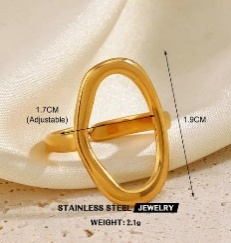 1.7CM
(Adjustable)
1.9CM
STAINLESS STEEL JEWELRY
WEIGHT: 2.1g